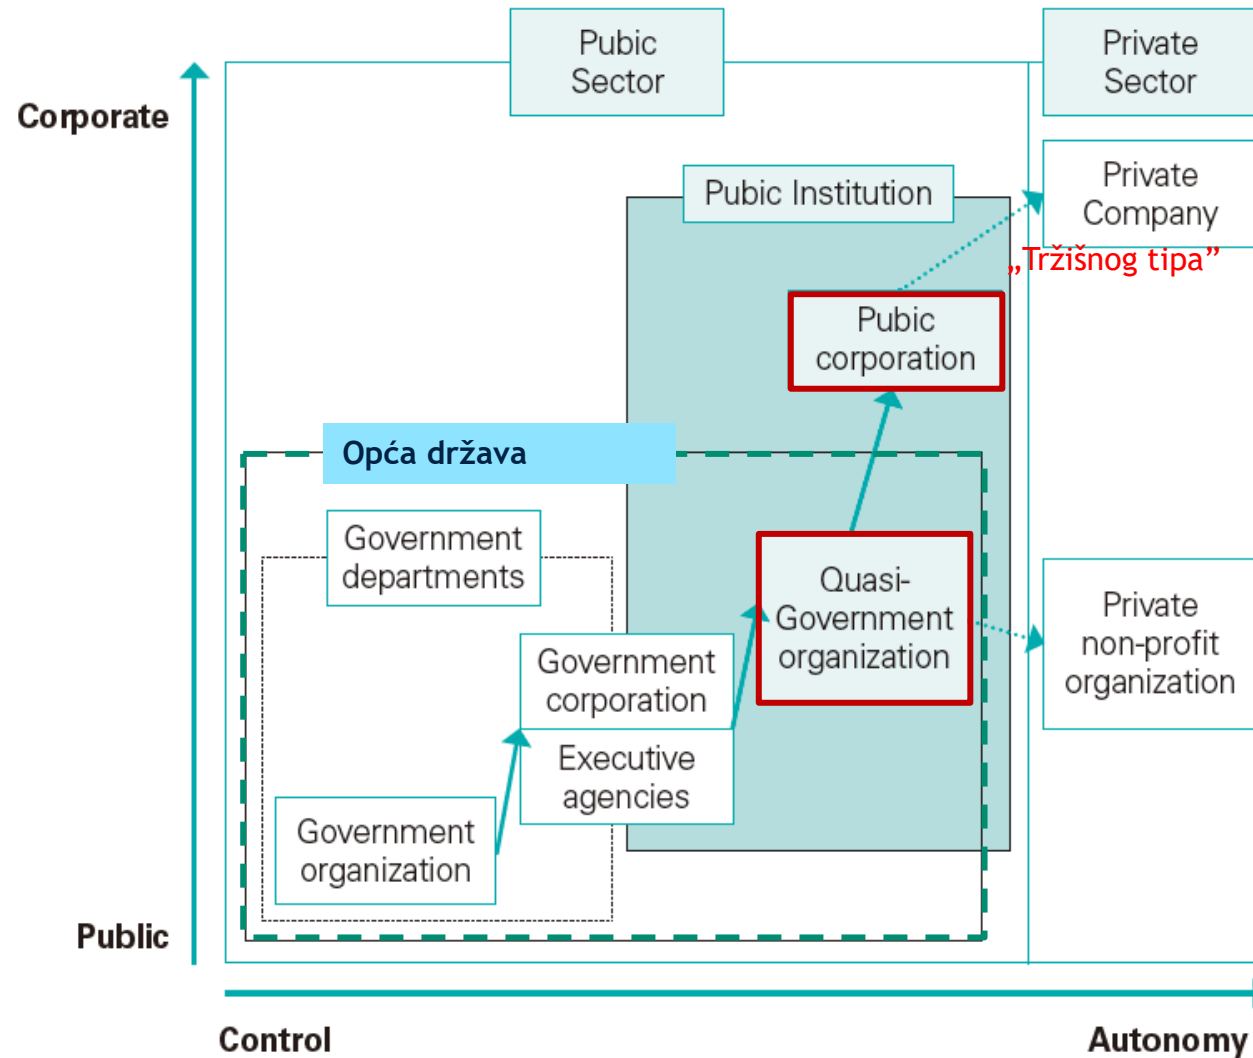 Pubic
Sector
Private
Sector
Corporate
Private
Company
Pubic Institution
„Tržišnog tipa”
Pubic
corporation
Opća država
Government
departments
Quasi-
Government
organization
Private
non-profit
organization
Government
corporation
Executive
agencies
Government
organization
Public
Control
Autonomy